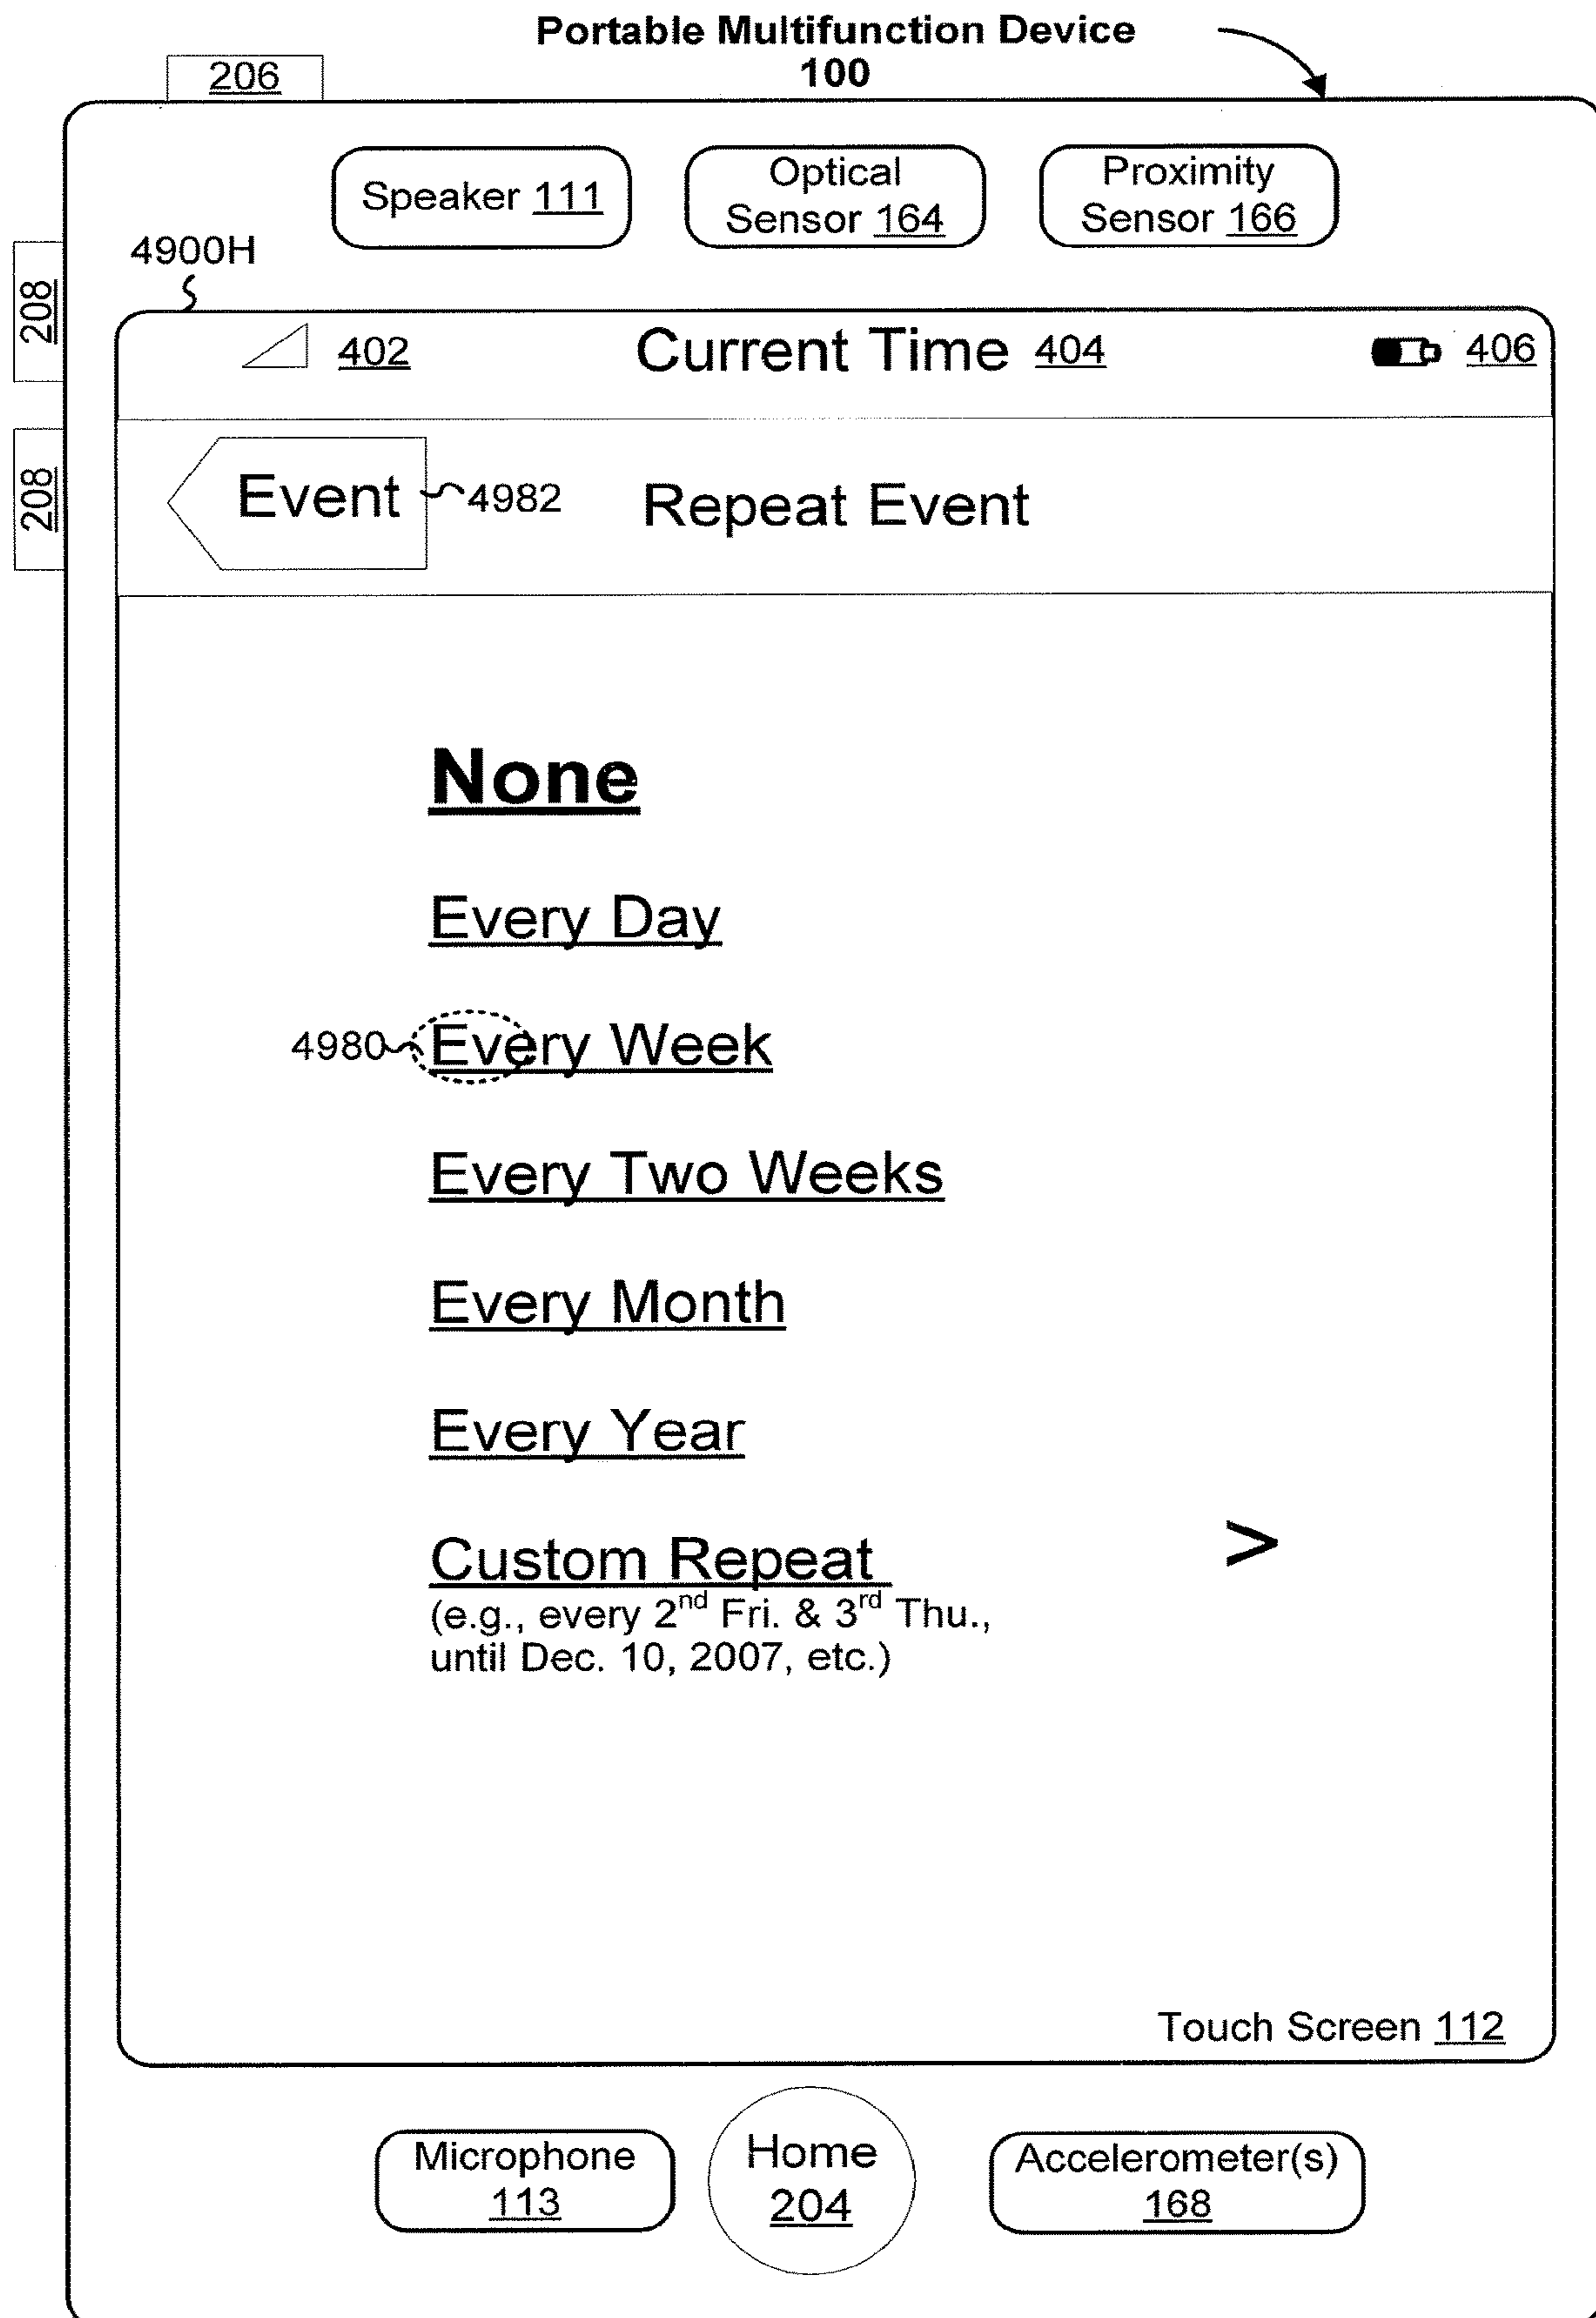 Portable Multifunction Device
100
206
Speaker 111
Optical
Sensor 164
Proximity
Sensor 166
4900H
208
402
Current Time 404
406
208
Event
4982
Repeat Event
None
Every Day
4980
Every Week
Every Two Weeks
Every Month
Every Year
Custom Repeat
>
(e.g., every 2nd Fri. & 3rd Thu.,
until Dec. 10, 2007, etc.)
Touch Screen 112
Microphone
113
Home
204
Accelerometer(s)
168